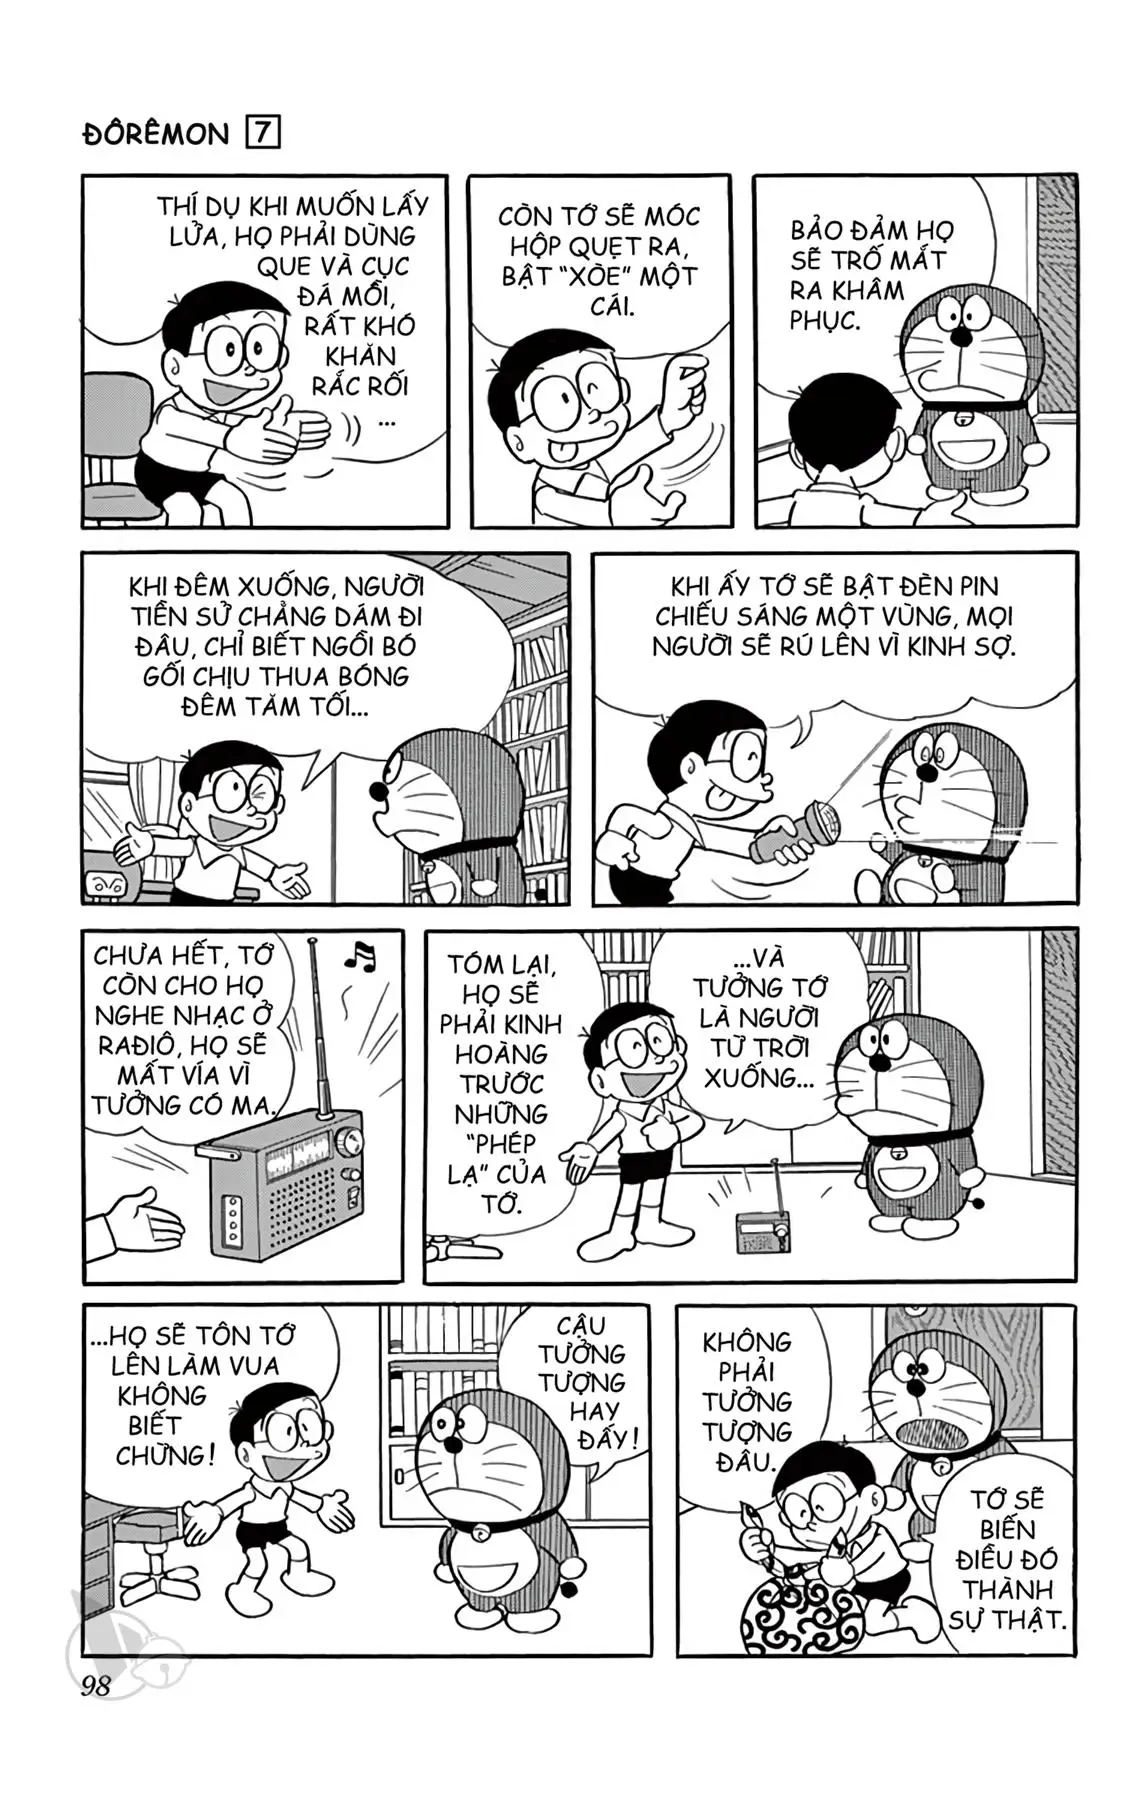 ĐÔRÊMON 7
THÍ DỤ KHI MUỐN LẤY
LỬA, HỌ PHẢI DÙNG
QUE VÀ CỤC
ĐÁ MỒI,
RẤT KHÓ
KHĂN
RẮC RỐI
...
CÒN TỚ SẼ MÓC
HỘP QUẸT RA,
BẬT “XÒE” MỘT
CÁI.
BẢO ĐẢM HỌ
SẼ TRỐ MẮT
RA KHÂM
PHỤC.
KHI ĐÊM XUỐNG, NGƯỜI
TIỀN SỬ CHẲNG DÁM ĐI
ĐÂU, CHỈ BIẾT NGỒI BÓ
GỐI CHỊU THUA BÓNG
ĐÊM TĂM TỐI...
KHI ẤY TỚ SẼ BẬT ĐÈN PIN
CHIẾU SÁNG MỘT VÙNG, MỌI
NGƯỜI SẼ RÚ LÊN VÌ KINH SỢ.
CHƯA HẾT, TỚ
CÒN CHO HỌ
NGHE NHẠC Ở
RAĐIÔ, HỌ SẼ
MẤT VÍA VÌ
TƯỞNG CÓ MA.
TÓM LẠI,
HỌ SẼ
PHẢI KINH
HOÀNG
TRƯỚC
NHỮNG
“PHÉP
LẠ” CỦA
TỚ.
...VÀ
TƯỞNG TỚ
LÀ NGƯỜI
TỪ TRỜI
XUỐNG...
...HỌ SẼ TÔN TỚ
LÊN LÀM VUA
KHÔNG
BIẾT
CHỪNG!
CẬU
TƯỞNG
TƯỢNG
HAY
ĐẤY!
KHÔNG
PHẢI
TƯỞNG
TƯỢNG
ĐÂU.
TỚ SẼ
BIẾN
ĐIỀU ĐÓ
THÀNH
SỰ THẬT.
98